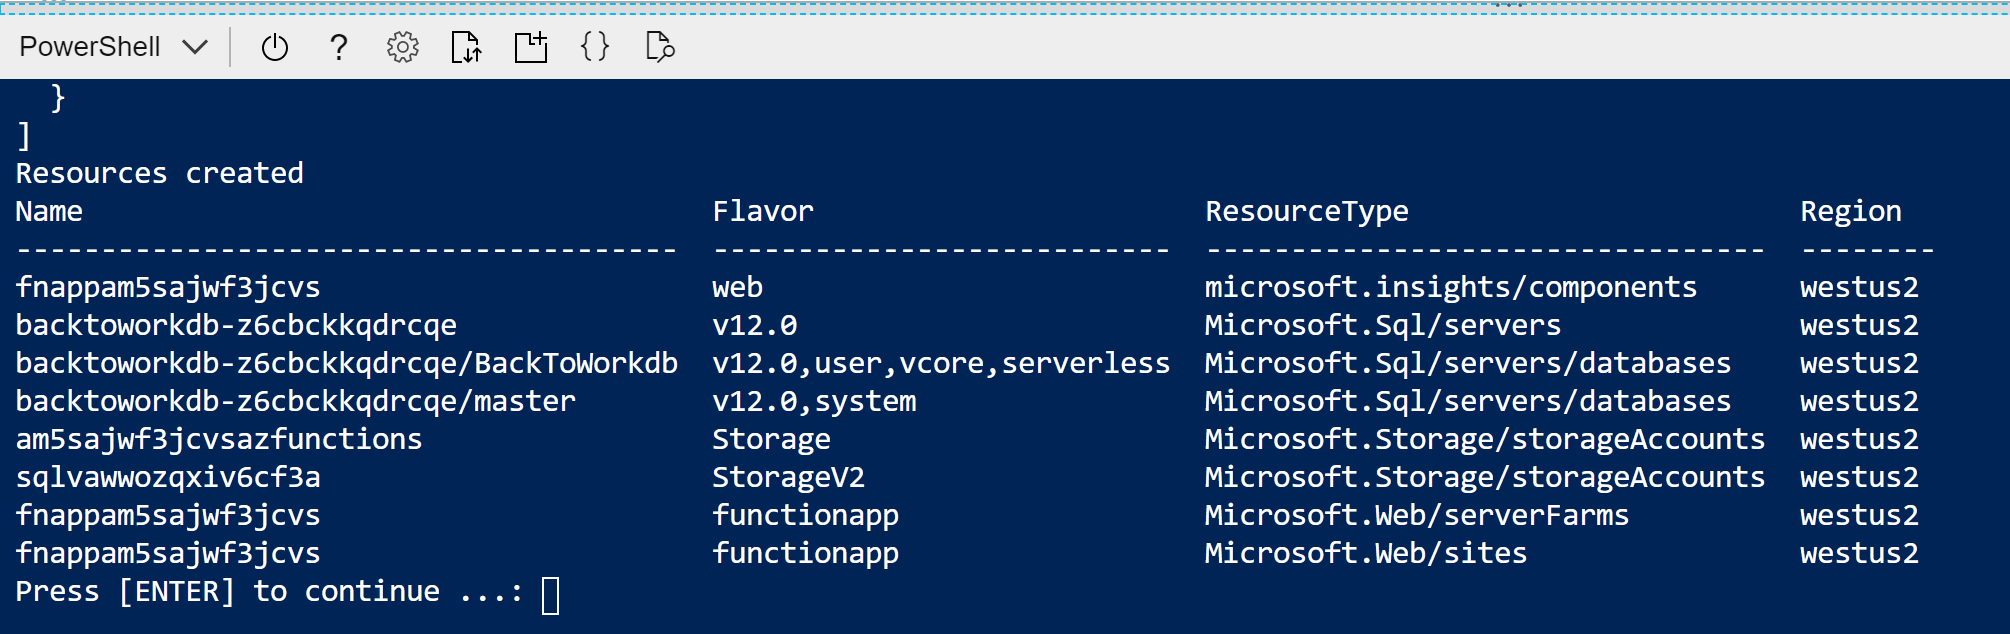 PowerShell
}
]
Resources created
Name Flavor ResourceType Region
--------------------------------------- --------------------------- --------------------------------- --------
fnappam5sajwf3jcvs web microsoft.insights/components westus2
backtoworkdb-z6cbckkqdrcqe v12.0 Microsoft.Sql/servers westus2
backtoworkdb-z6cbckkqdrcqe/BackToWorkdb v12.0,user,vcore,serverless Microsoft.Sql/servers/databases westus2
backtoworkdb-z6cbckkqdrcqe/master v12.0,system Microsoft.Sql/servers/databases westus2
am5sajwf3jcvsazfunctions Storage Microsoft.Storage/storageAccounts westus2
sqlvawwozqxiv6cf3a StorageV2 Microsoft.Storage/storageAccounts westus2
fnappam5sajwf3jcvs functionapp Microsoft.Web/serverFarms westus2
fnappam5sajwf3jcvs functionapp Microsoft.Web/sites westus2
Press [ENTER] to continue ...: